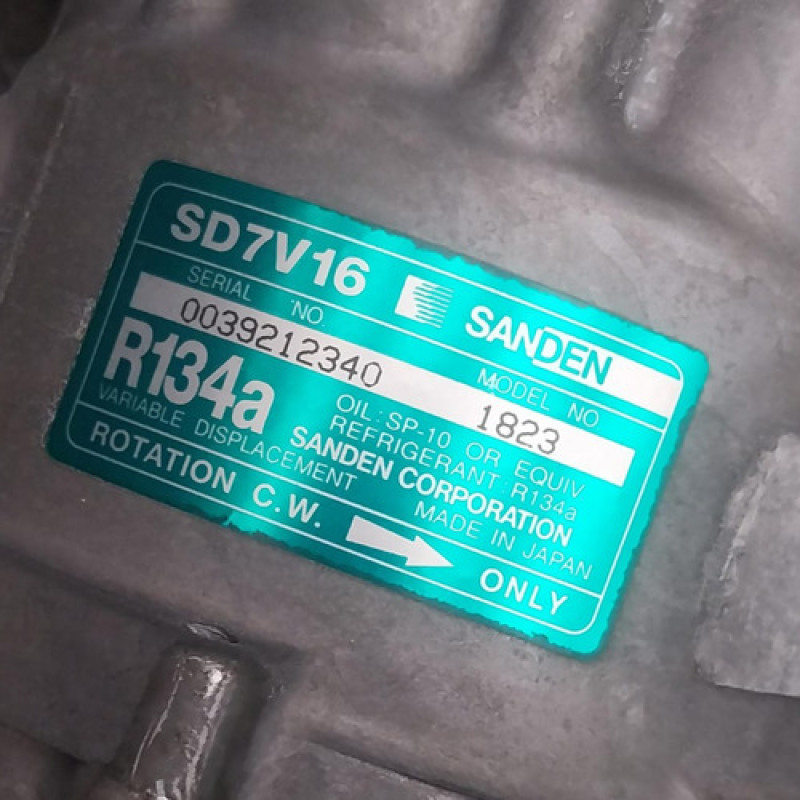 SD7V16 SANDEN
SERIAL NO. MODEL NO
0039212340 1823
R134a
OIL: SP-10 OR EQUIV
REFRIGERANT: R134a
VARIABLE DISPLACEMENT
SANDEN CORPORATION
MADE IN JAPAN
ROTATION C.W. ONLY